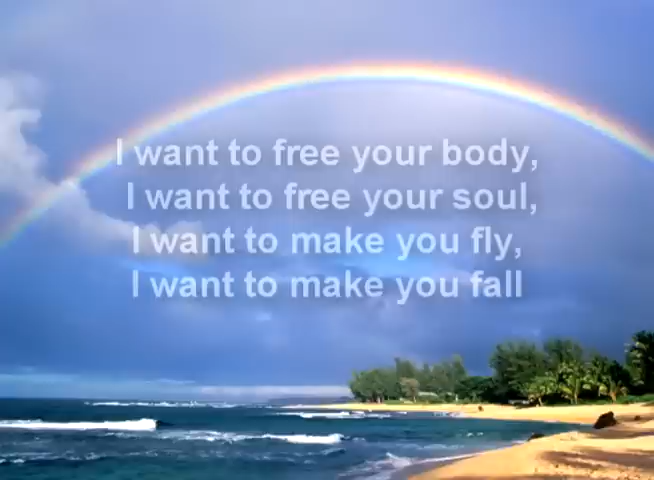 I want to free your body,
I want to free your soul,
I want to make you fly,
I want to make you fall